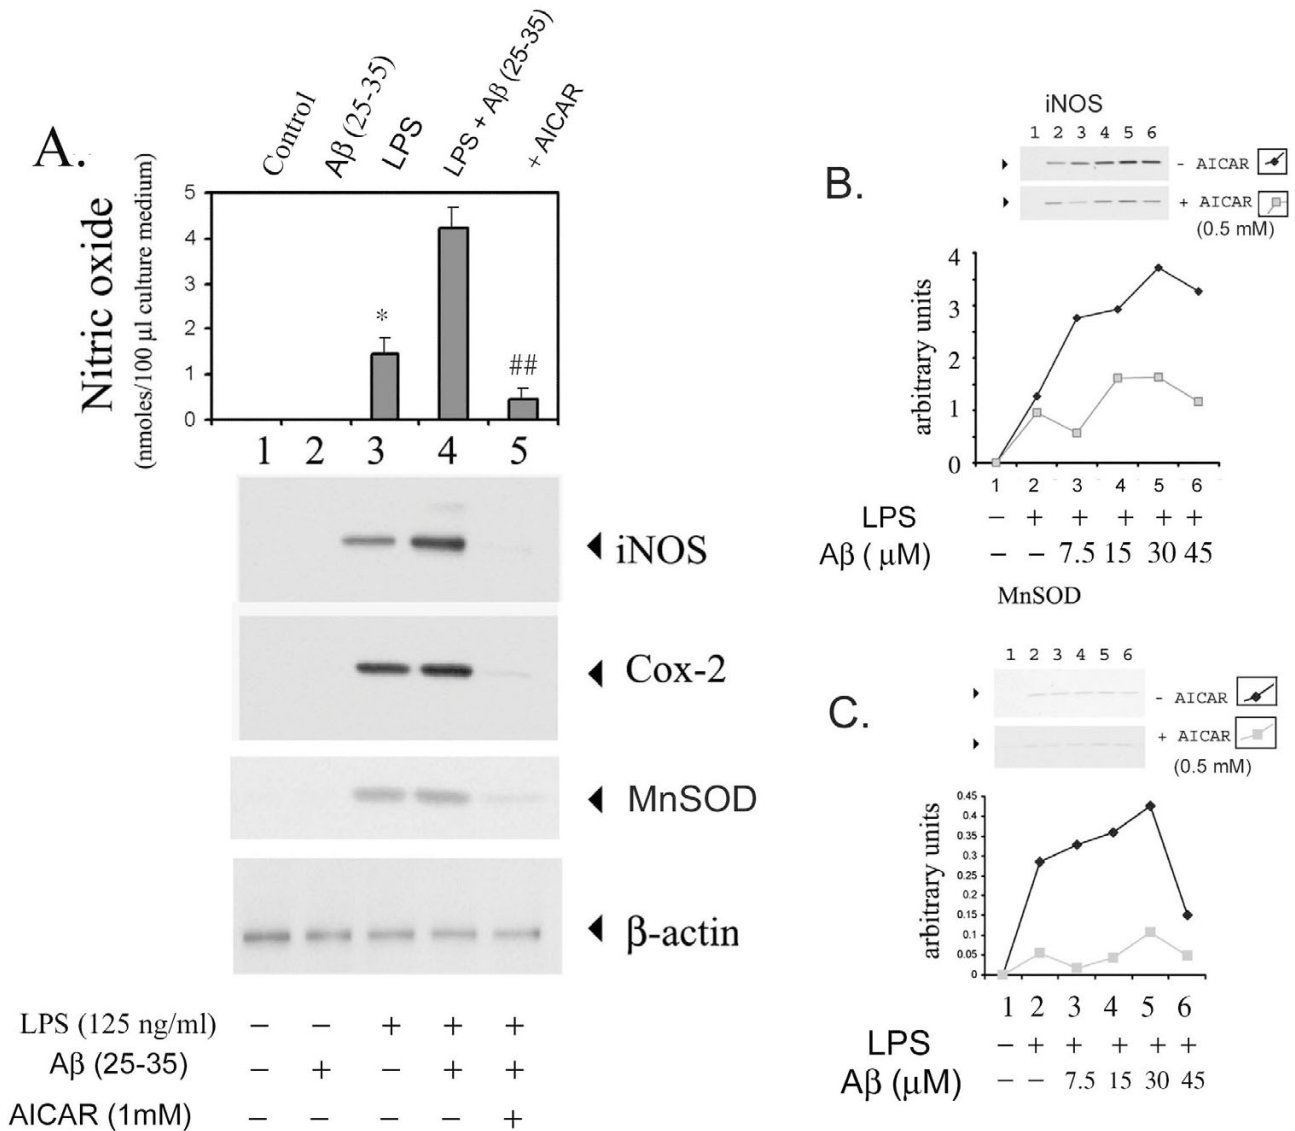 A.
Control
Aβ (25-35)
LPS
LPS + Aβ (25-35)
+ AICAR
Nitric oxide
(nmoles/100 µl culture medium)
5
4
3
2
1
0
*
##
1 2 3 4 5
iNOS
Cox-2
MnSOD
β-actin
LPS (125 ng/ml) − − + + +
Aβ (25-35) − + − + +
AICAR (1mM) − − − − +
B.
iNOS
1 2 3 4 5 6
- AICAR
+ AICAR
(0.5 mM)
arbitrary units
4
3
2
1
0
1 2 3 4 5 6
LPS − + + + + +
Aβ ( µM) − − 7.5 15 30 45
C.
MnSOD
1 2 3 4 5 6
- AICAR
+ AICAR
(0.5 mM)
arbitrary units
0.45
0.4
0.35
0.3
0.25
0.2
0.15
0.1
0.05
0
1 2 3 4 5 6
LPS − + + + + +
Aβ (µM) − − 7.5 15 30 45